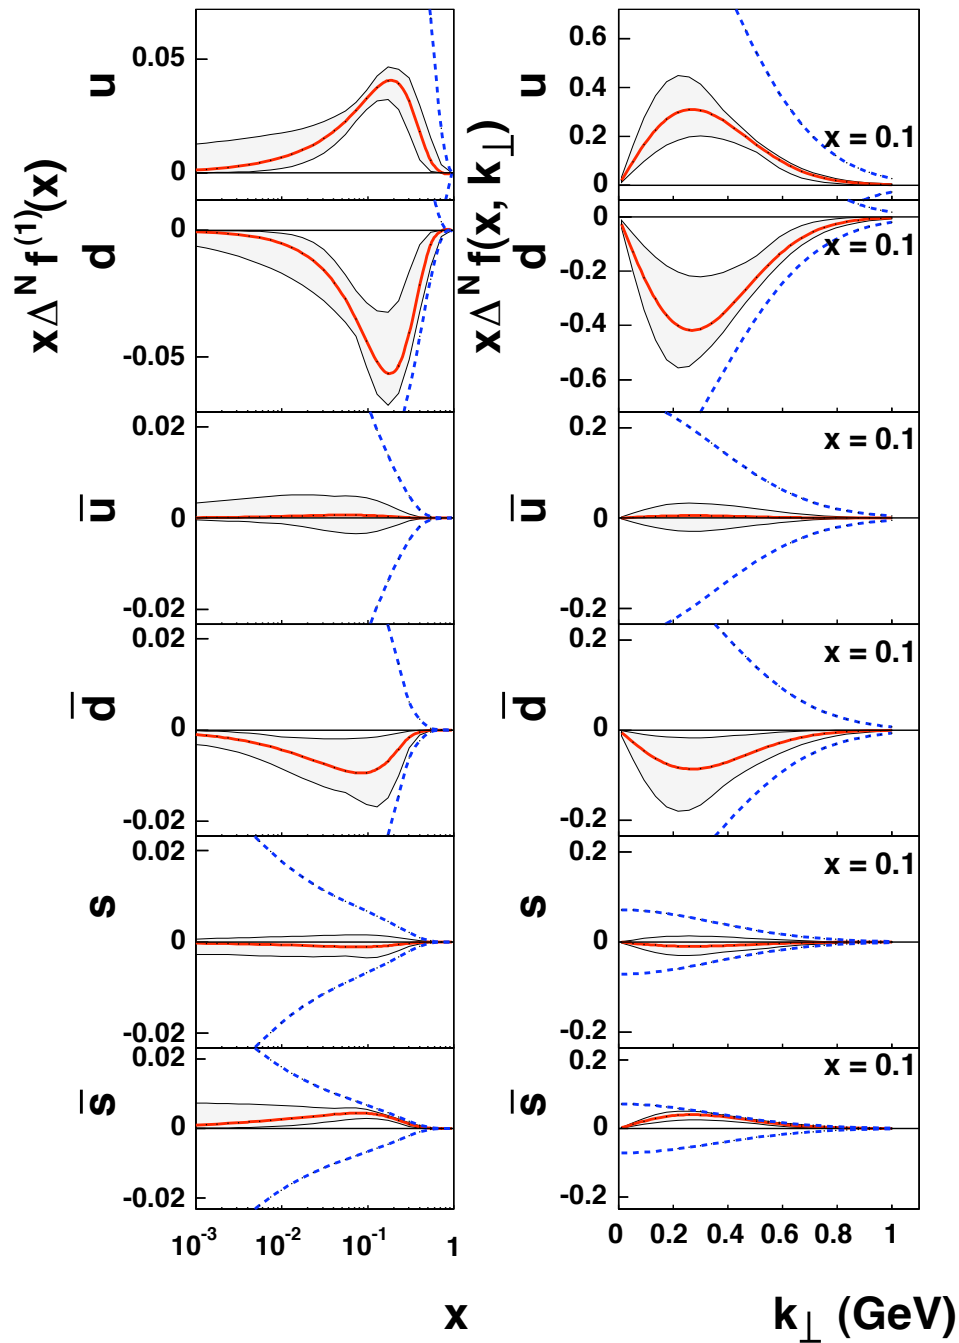 x Δ^N f^(1) (x)
u
0.05
0
d
0
-0.05
u̅
0.02
0
-0.02
d̅
0.02
0
-0.02
s
0.02
0
-0.02
s̅
0.02
0
-0.02
10^-3 10^-2 10^-1 1
x
x Δ^N f(x, k_⊥)
u
0.6
0.4
0.2
0
x = 0.1
d
0
-0.2
-0.4
-0.6
x = 0.1
u̅
0.2
0
-0.2
x = 0.1
d̅
0.2
0
-0.2
x = 0.1
s
0.2
0
-0.2
x = 0.1
s̅
0.2
0
-0.2
x = 0.1
0 0.2 0.4 0.6 0.8 1
k_⊥ (GeV)